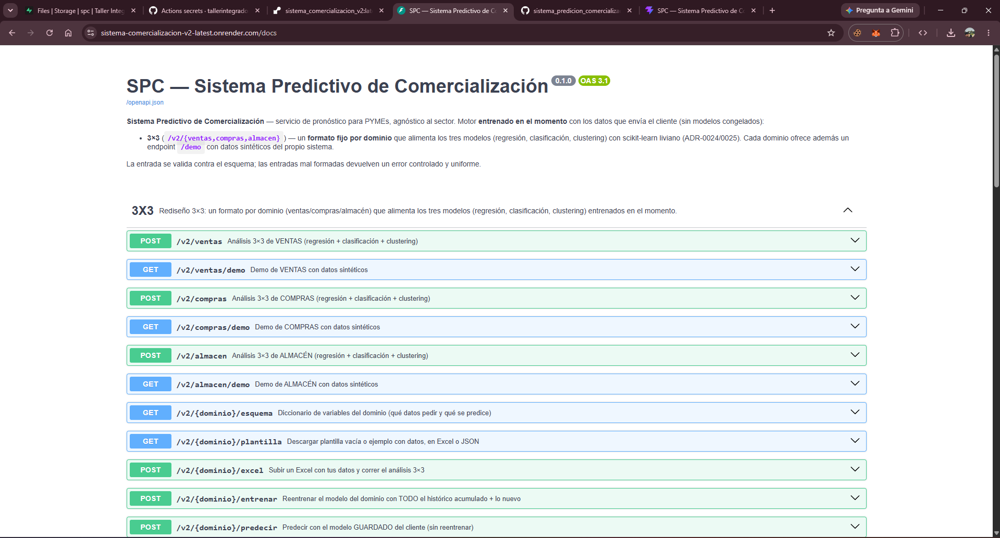 Files | Storage | spc | Taller Inte
Actions secrets · tallerintegrado
sistema_comercializacion_v2:lat
SPC — Sistema Predictivo de C
sistema_predicion_comercializa
SPC — Sistema Predictivo de C
Pregunta a Gemini
sistema-comercializacion-v2-latest.onrender.com/docs
SPC — Sistema Predictivo de Comercialización 0.1.0 OAS 3.1
/openapi.json
Sistema Predictivo de Comercialización — servicio de pronóstico para PYMEs, agnóstico al sector. Motor entrenado en el momento con los datos que envía el cliente (sin modelos congelados):
• 3×3 ( /v2/{ventas,compras,almacen} ) — un formato fijo por dominio que alimenta los tres modelos (regresión, clasificación, clustering) con scikit-learn liviano (ADR-0024/0025). Cada dominio ofrece además un
endpoint /demo con datos sintéticos del propio sistema.
La entrada se valida contra el esquema; las entradas mal formadas devuelven un error controlado y uniforme.
3X3 Rediseño 3×3: un formato por dominio (ventas/compras/almacén) que alimenta los tres modelos (regresión, clasificación, clustering) entrenados en el momento.
POST /v2/ventas Análisis 3×3 de VENTAS (regresión + clasificación + clustering)
GET /v2/ventas/demo Demo de VENTAS con datos sintéticos
POST /v2/compras Análisis 3×3 de COMPRAS (regresión + clasificación + clustering)
GET /v2/compras/demo Demo de COMPRAS con datos sintéticos
POST /v2/almacen Análisis 3×3 de ALMACÉN (regresión + clasificación + clustering)
GET /v2/almacen/demo Demo de ALMACÉN con datos sintéticos
GET /v2/{dominio}/esquema Diccionario de variables del dominio (qué datos pedir y qué se predice)
GET /v2/{dominio}/plantilla Descargar plantilla vacía o ejemplo con datos, en Excel o JSON
POST /v2/{dominio}/excel Subir un Excel con tus datos y correr el análisis 3×3
POST /v2/{dominio}/entrenar Reentrenar el modelo del dominio con TODO el histórico acumulado + lo nuevo
POST /v2/{dominio}/predecir Predecir con el modelo GUARDADO del cliente (sin reentrenar)